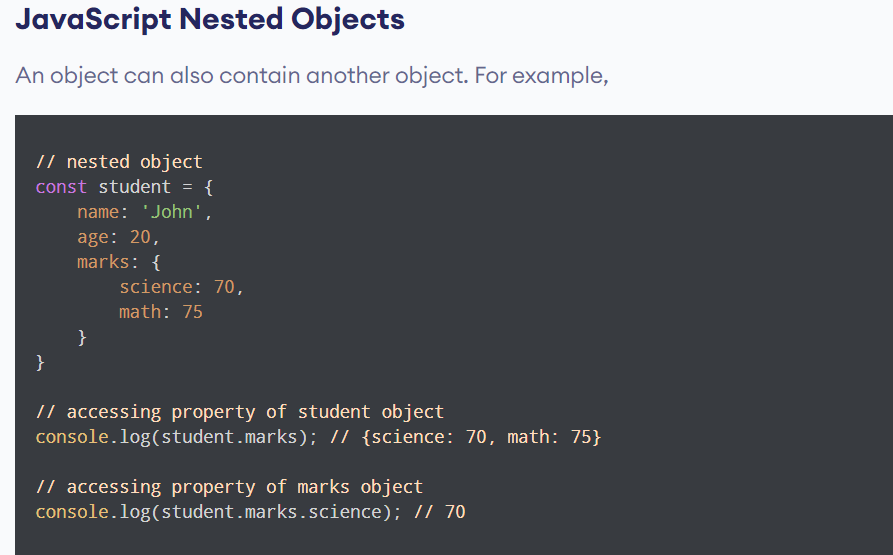 JavaScript Nested Objects
An object can also contain another object. For example,
// nested object
const student = {
    name: 'John',
    age: 20,
    marks: {
        science: 70,
        math: 75
    }
}
// accessing property of student object
console.log(student.marks); // {science: 70, math: 75}
// accessing property of marks object
console.log(student.marks.science); // 70